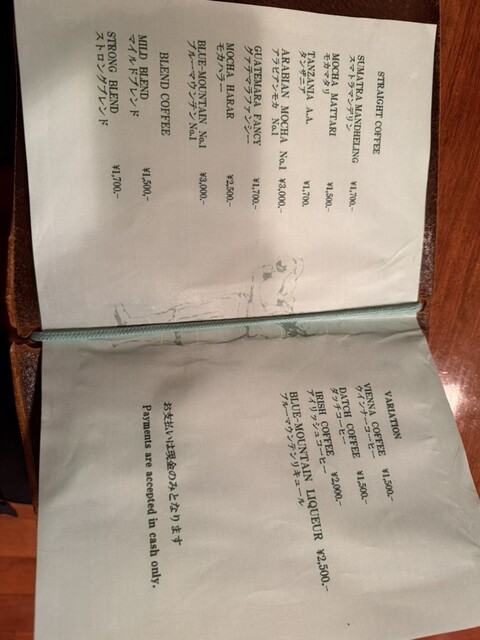 STRAIGHT COFFEE
SUMATRA MANDHELING ¥1,700.-
スマトラマンデリン
MOCHA MATTARI ¥1,500.-
モカマタリ
TANZANIA A.A. ¥1,700.
タンザニア
ARABIAN MOCHA No.1 ¥3,000.-
アラビアンモカ No.1
GUATEMARA FANCY ¥1,700.-
グァテマラファンシー
MOCHA HARAR ¥2,500.-
モカハラー
BLUE-MOUNTAIN No.1 ¥3,000.-
ブルーマウンテン No.1
BLEND COFFEE
MILD BLEND ¥1,500.-
マイルドブレンド
STRONG BLEND ¥1,700.-
ストロングブレンド
VARIATION
VIENNA COFFEE ¥1,500.-
ウインナーコーヒー
DATCH COFFEE ¥1,500.-
ダッチコーヒー
IRISH COFFEE ¥2,000.-
アイリッシュコーヒー
BLUE-MOUNTAIN LIQUEUR ¥2,500.-
ブルーマウンテンリキュール
お支払いは現金のみとなります
Payments are accepted in cash only.